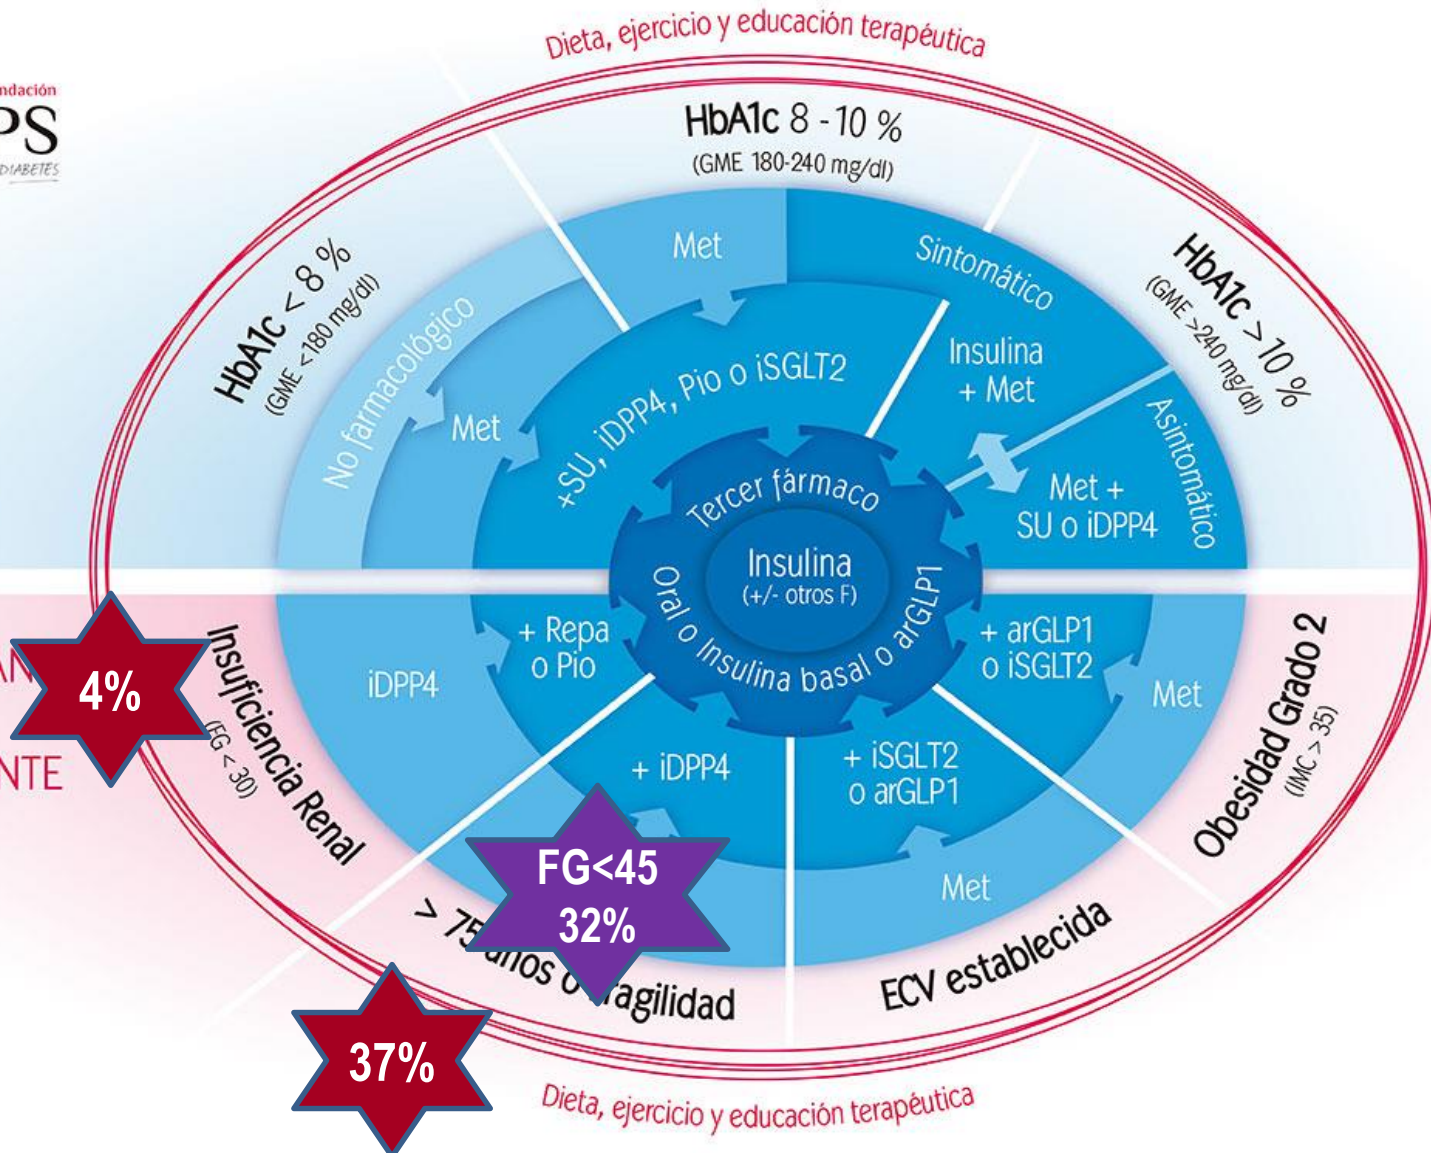 Dieta, ejercicio y educación terapéutica
ndación
PS
DIABETES
HbA1c 8 - 10 %
(GME 180-240 mg/dl)
HbA1c < 8 %
(GME <180 mg/dl)
HbA1c > 10 %
(GME >240 mg/dl)
No farmacológico
Met
Met
Sintomático
Asintomático
+SU, iDPP4, Pio o iSGLT2
Insulina
+ Met
Met +
SU o iDPP4
Tercer fármaco
Insulina
(+/- otros F)
Oral o Insulina basal o arGLP1
4%
NTE
Insuficiencia Renal
(FG < 30)
iDPP4
+ Repa
o Pio
+ iDPP4
+ iSGLT2
o arGLP1
+ arGLP1
o iSGLT2
Met
Met
Obesidad Grado 2
(IMC > 35)
FG<45
32%
> 75 años o fragilidad
ECV establecida
37%
Dieta, ejercicio y educación terapéutica